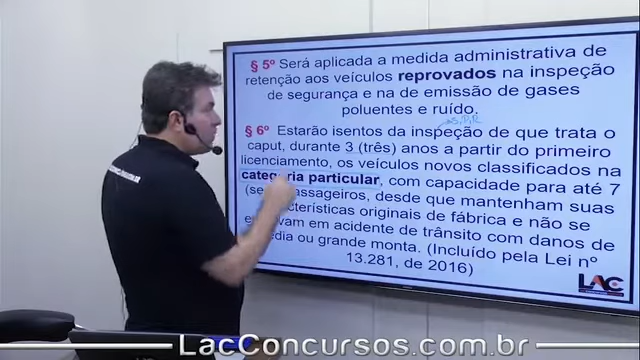 § 5º Será aplicada a medida administrativa de
retenção aos veículos reprovados na inspeção
de segurança e na de emissão de gases
poluentes e ruído.
§ 6º Estarão isentos da inspeção de que trata o
caput, durante 3 (três) anos a partir do primeiro
licenciamento, os veículos novos classificados na
categoria particular, com capacidade para até 7
passageiros, desde que mantenham suas
características originais de fábrica e não se
em acidente de trânsito com danos de
ou grande monta. (Incluído pela Lei nº
13.281, de 2016)
LAC
LacConcursos.com.br